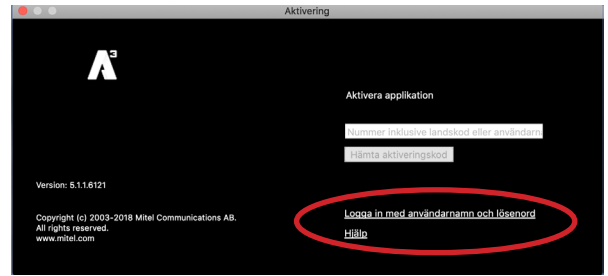 Aktivering
A3
Aktivera applikation
Nummer inklusive landskod eller användarn
Hämta aktiveringskod
Version: 5.1.1.6121
Copyright (c) 2003-2018 Mitel Communications AB.
All rights reserved.
www.mitel.com
Logga in med användarnamn och lösenord
Hjälp